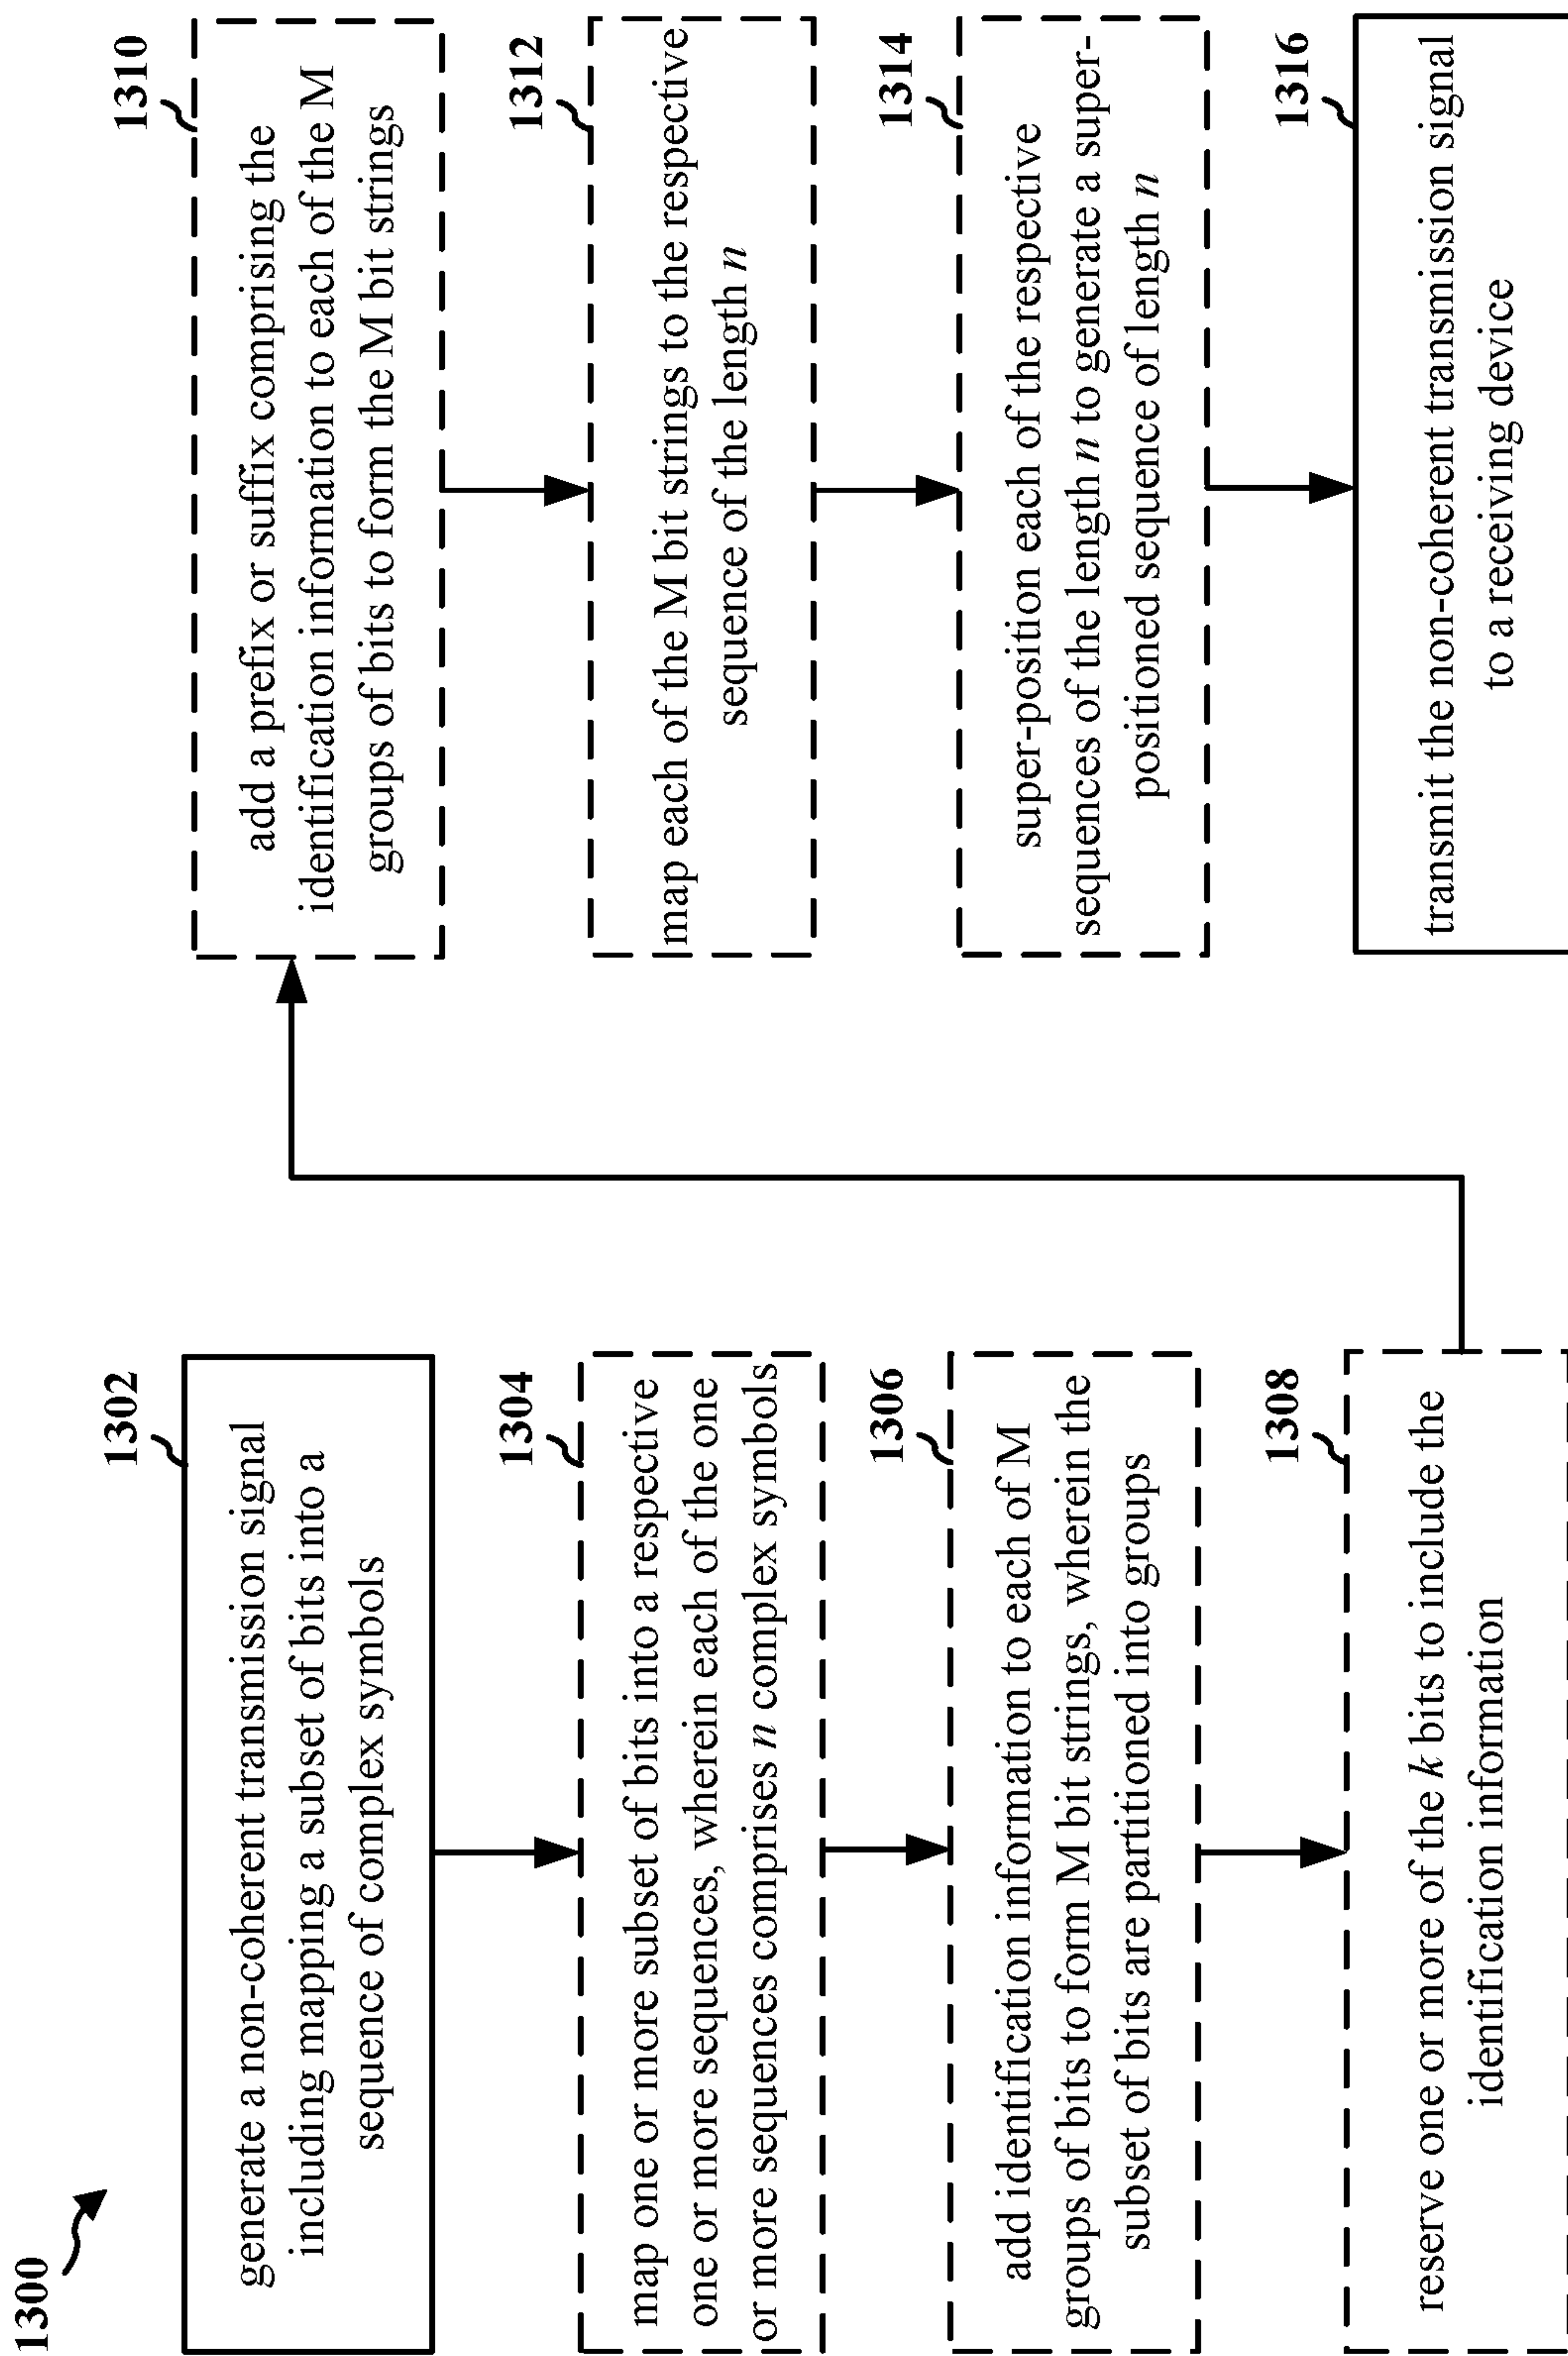 1300
1302
generate a non-coherent transmission signal
including mapping a subset of bits into a
sequence of complex symbols
1304
map one or more subset of bits into a respective
one or more sequences, wherein each of the one
or more sequences comprises n complex symbols
1306
add identification information to each of M
groups of bits to form M bit strings, wherein the
subset of bits are partitioned into groups
1308
reserve one or more of the k bits to include the
identification information
1310
add a prefix or suffix comprising the
identification information to each of the M
groups of bits to form the M bit strings
1312
map each of the M bit strings to the respective
sequence of the length n
1314
super-position each of the respective
sequences of the length n to generate a super-
positioned sequence of length n
1316
transmit the non-coherent transmission signal
to a receiving device